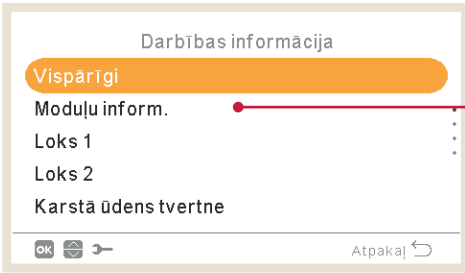 Darbības informācija
Vispārīgi
Moduļu inform.
Loks 1
Loks 2
Karstā ūdens tvertne
OK
Atpakaļ